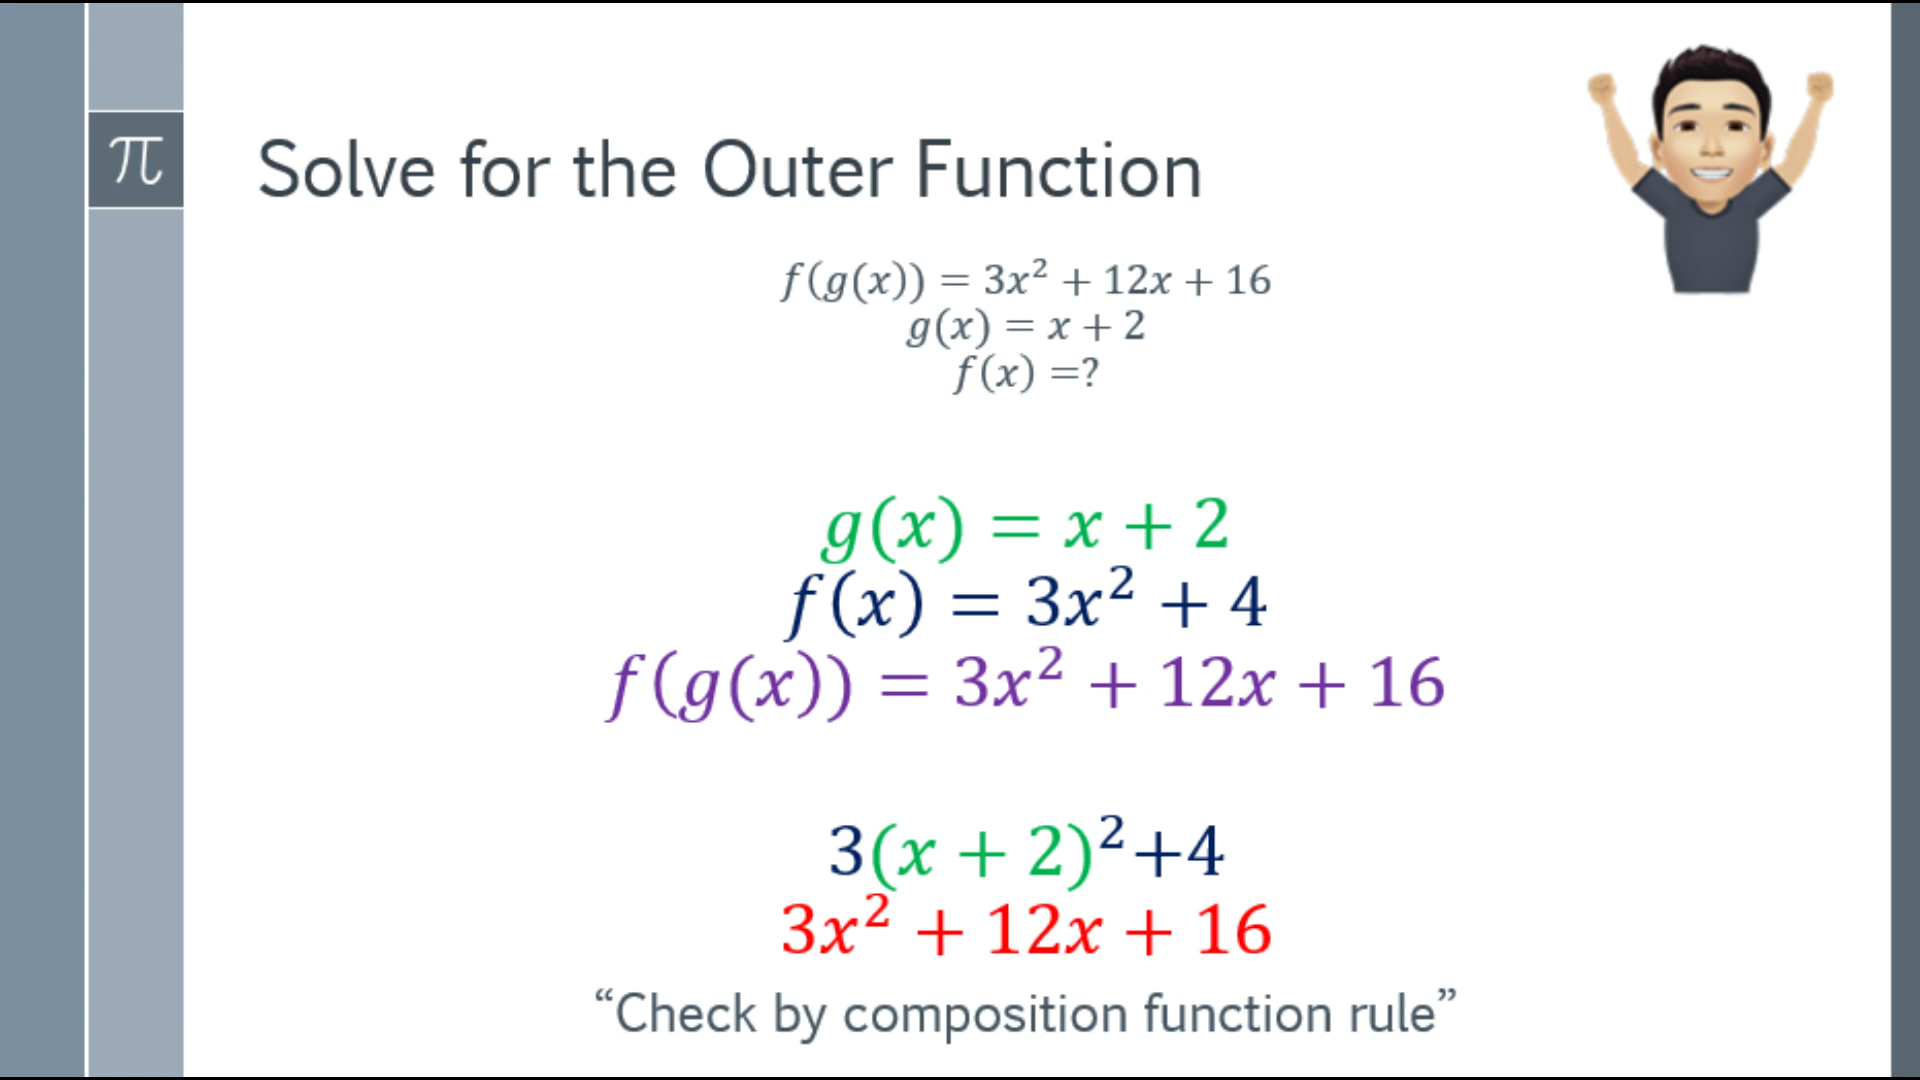 π
Solve for the Outer Function
f(g(x)) = 3x² + 12x + 16
g(x) = x + 2
f(x) =?
g(x) = x + 2
f(x) = 3x² + 4
f(g(x)) = 3x² + 12x + 16
3(x + 2)²+4
3x² + 12x + 16
“Check by composition function rule”